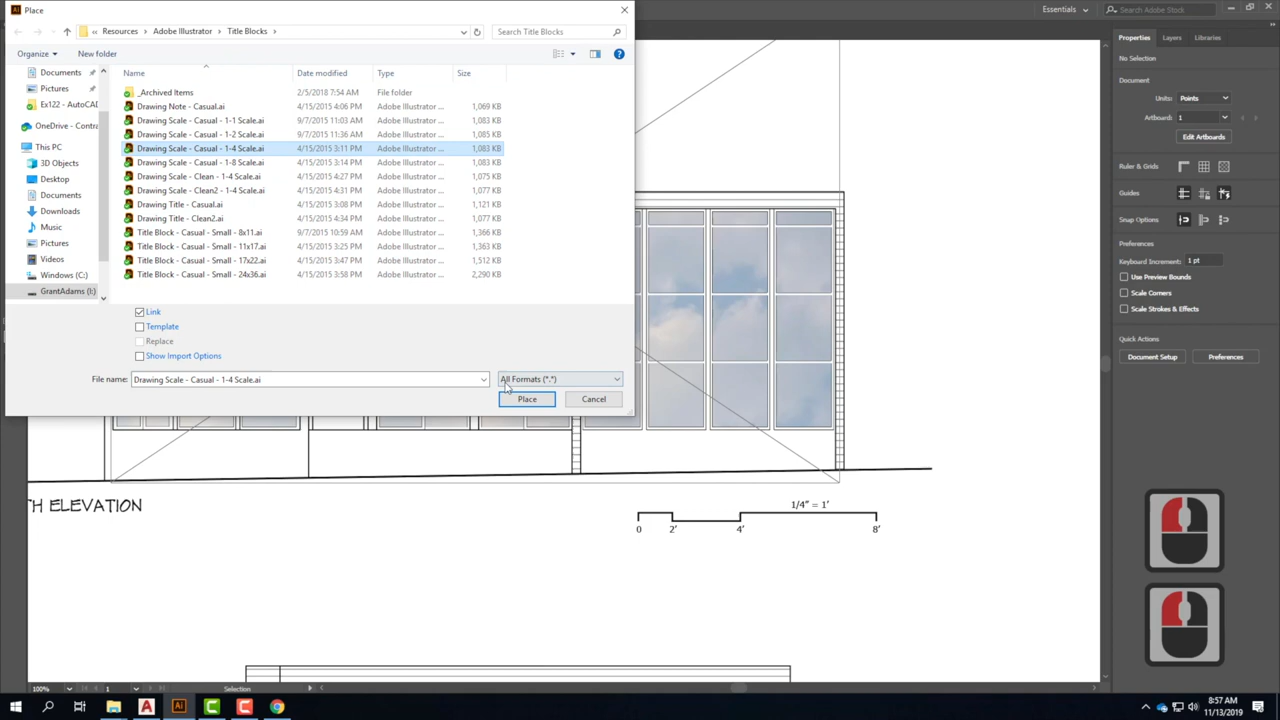 Place
Essentials
Search Adobe Stock
Resources > Adobe Illustrator > Title Blocks >
Search Title Blocks
Organize
New folder
Properties Layers Libraries
No Selection
Document
Units: Points
Artboard: 1
Edit Artboards
Ruler & Grids
Guides
Snap Options
Preferences
Keyboard Increment: 1 pt
Use Preview Bounds
Scale Corners
Scale Strokes & Effects
Quick Actions
Document Setup Preferences
Documents
Pictures
Ex122 - AutoCAD
OneDrive - Contra
This PC
3D Objects
Desktop
Documents
Downloads
Music
Pictures
Videos
Windows (C:)
GrantAdams (I:)
Name Date modified Type Size
_Archived Items 2/5/2018 7:54 AM File folder
Drawing Note - Casual.ai 4/15/2015 4:06 PM Adobe Illustrator ... 1,069 KB
Drawing Scale - Casual - 1-1 Scale.ai 9/7/2015 11:03 AM Adobe Illustrator ... 1,083 KB
Drawing Scale - Casual - 1-2 Scale.ai 9/7/2015 11:36 AM Adobe Illustrator ... 1,085 KB
Drawing Scale - Casual - 1-4 Scale.ai 4/15/2015 3:11 PM Adobe Illustrator ... 1,083 KB
Drawing Scale - Casual - 1-8 Scale.ai 4/15/2015 3:14 PM Adobe Illustrator ... 1,083 KB
Drawing Scale - Clean - 1-4 Scale.ai 4/15/2015 4:26 PM Adobe Illustrator ... 1,075 KB
Drawing Scale - Clean2 - 1-4 Scale.ai 4/15/2015 4:31 PM Adobe Illustrator ... 1,077 KB
Drawing Title - Casual.ai 4/15/2015 3:08 PM Adobe Illustrator ... 1,121 KB
Drawing Title - Clean2.ai 4/15/2015 4:34 PM Adobe Illustrator ... 1,077 KB
Title Block - Casual - Small - 8x11.ai 9/7/2015 10:59 AM Adobe Illustrator ... 1,366 KB
Title Block - Casual - Small - 11x17.ai 4/15/2015 3:25 PM Adobe Illustrator ... 1,363 KB
Title Block - Casual - Small - 17x22.ai 4/15/2015 3:47 PM Adobe Illustrator ... 1,512 KB
Title Block - Casual - Small - 24x36.ai 4/15/2015 3:58 PM Adobe Illustrator ... 2,290 KB
Link
Template
Replace
Show Import Options
File name: Drawing Scale - Casual - 1-4 Scale.ai
All Formats (*.*)
Place Cancel
TH ELEVATION
1/4" = 1'
0 2' 4' 8'
100% 1 Selection
8:57 AM
11/13/2019